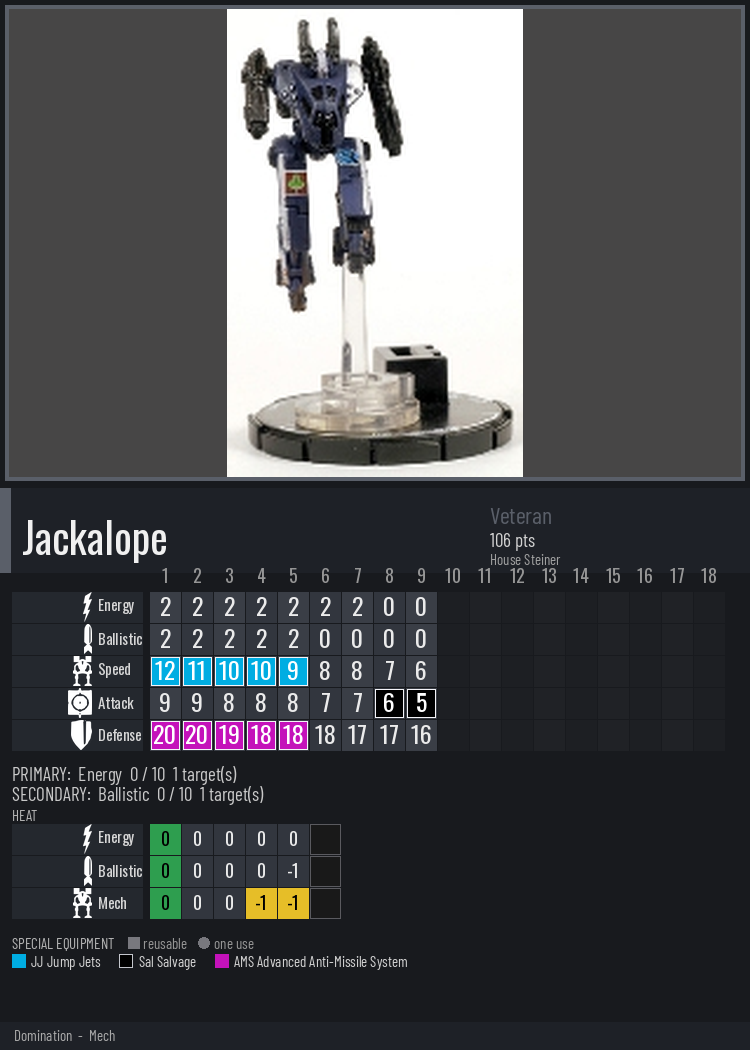 Jackalope
Veteran
106 pts
House Steiner
1 2 3 4 5 6 7 8 9 10 11 12 13 14 15 16 17 18
Energy 2 2 2 2 2 2 2 0 0
Ballistic 2 2 2 2 2 0 0 0 0
Speed 12 11 10 10 9 8 8 7 6
Attack 9 9 8 8 8 7 7 6 5
Defense 20 20 19 18 18 18 17 17 16
PRIMARY: Energy 0 / 10 1 target(s)
SECONDARY: Ballistic 0 / 10 1 target(s)
HEAT
Energy 0 0 0 0 0
Ballistic 0 0 0 0 -1
Mech 0 0 0 -1 -1
SPECIAL EQUIPMENT reusable one use
JJ Jump Jets Sal Salvage AMS Advanced Anti-Missile System
Domination - Mech